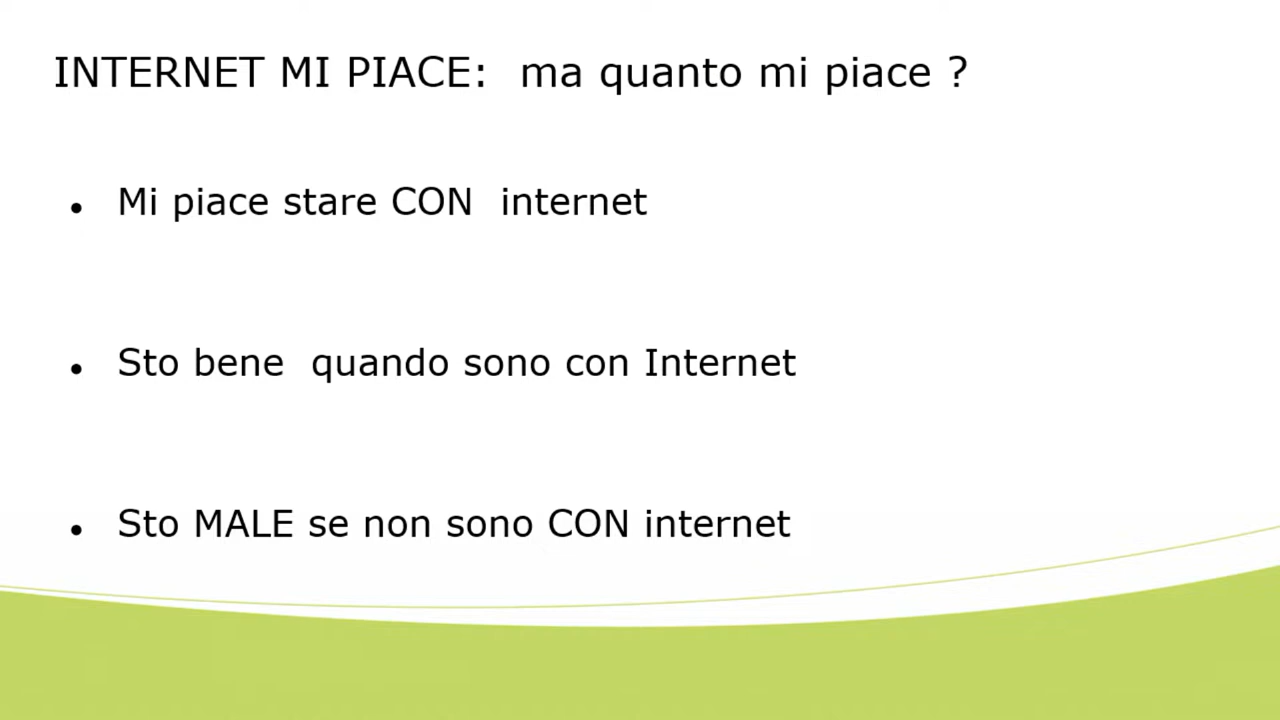 INTERNET MI PIACE: ma quanto mi piace ?
• Mi piace stare CON internet
• Sto bene quando sono con Internet
• Sto MALE se non sono CON internet